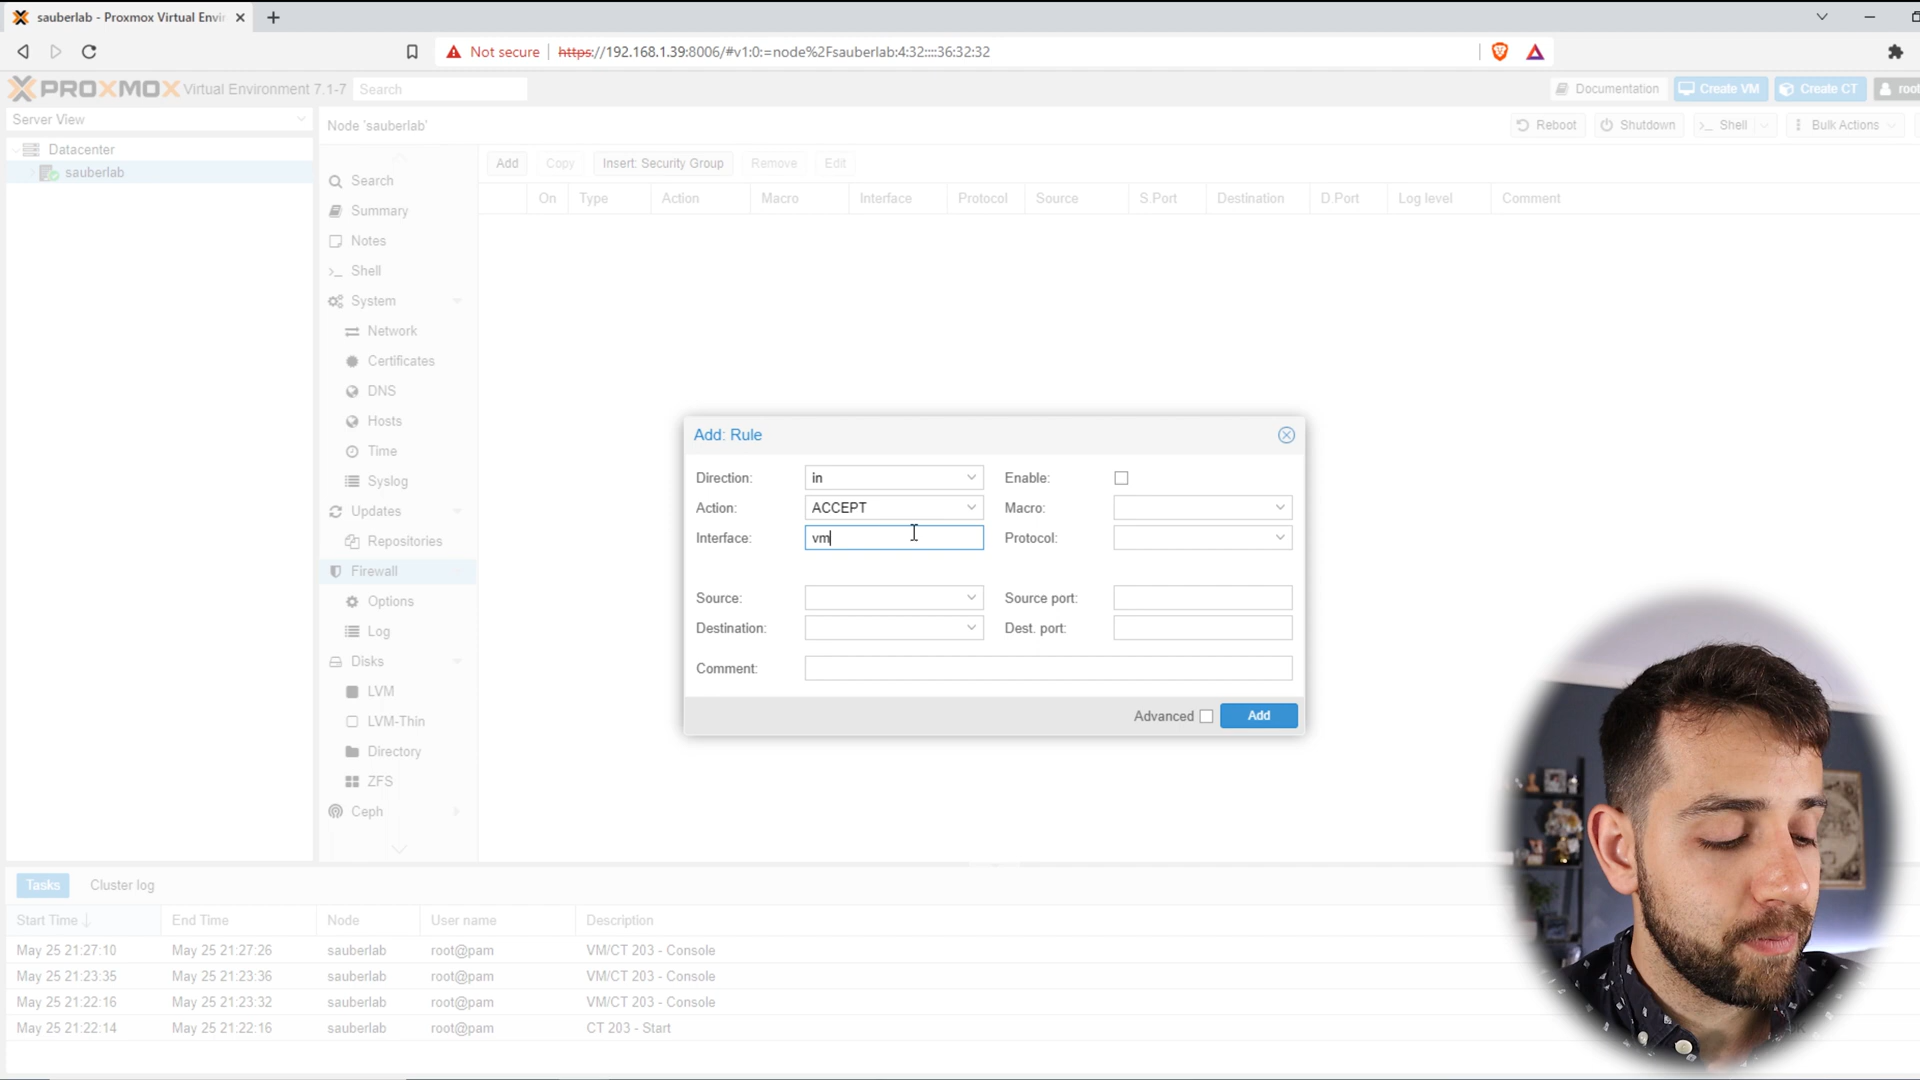 sauberlab - Proxmox Virtual Envir
Not secure https://192.168.1.39:8006/#v1:0:=node%2Fsauberlab:4:32::::36:32:32
PROXMOX Virtual Environment 7.1-7 Search Documentation Create VM Create CT root
Server View
Node 'sauberlab' Reboot Shutdown Shell Bulk Actions
Datacenter
sauberlab
Add Copy Insert: Security Group Remove Edit
On Type Action Macro Interface Protocol Source S.Port Destination D.Port Log level Comment
Search
Summary
Notes
Shell
System
Network
Certificates
DNS
Hosts
Time
Syslog
Updates
Repositories
Firewall
Options
Log
Disks
LVM
LVM-Thin
Directory
ZFS
Ceph
Add: Rule
Direction: in Enable:
Action: ACCEPT Macro:
Interface: vm Protocol:
Source: Source port:
Destination: Dest. port:
Comment:
Advanced Add
Tasks Cluster log
Start Time End Time Node User name Description
May 25 21:27:10 May 25 21:27:26 sauberlab root@pam VM/CT 203 - Console
May 25 21:23:35 May 25 21:23:36 sauberlab root@pam VM/CT 203 - Console
May 25 21:22:16 May 25 21:23:32 sauberlab root@pam VM/CT 203 - Console
May 25 21:22:14 May 25 21:22:16 sauberlab root@pam CT 203 - Start